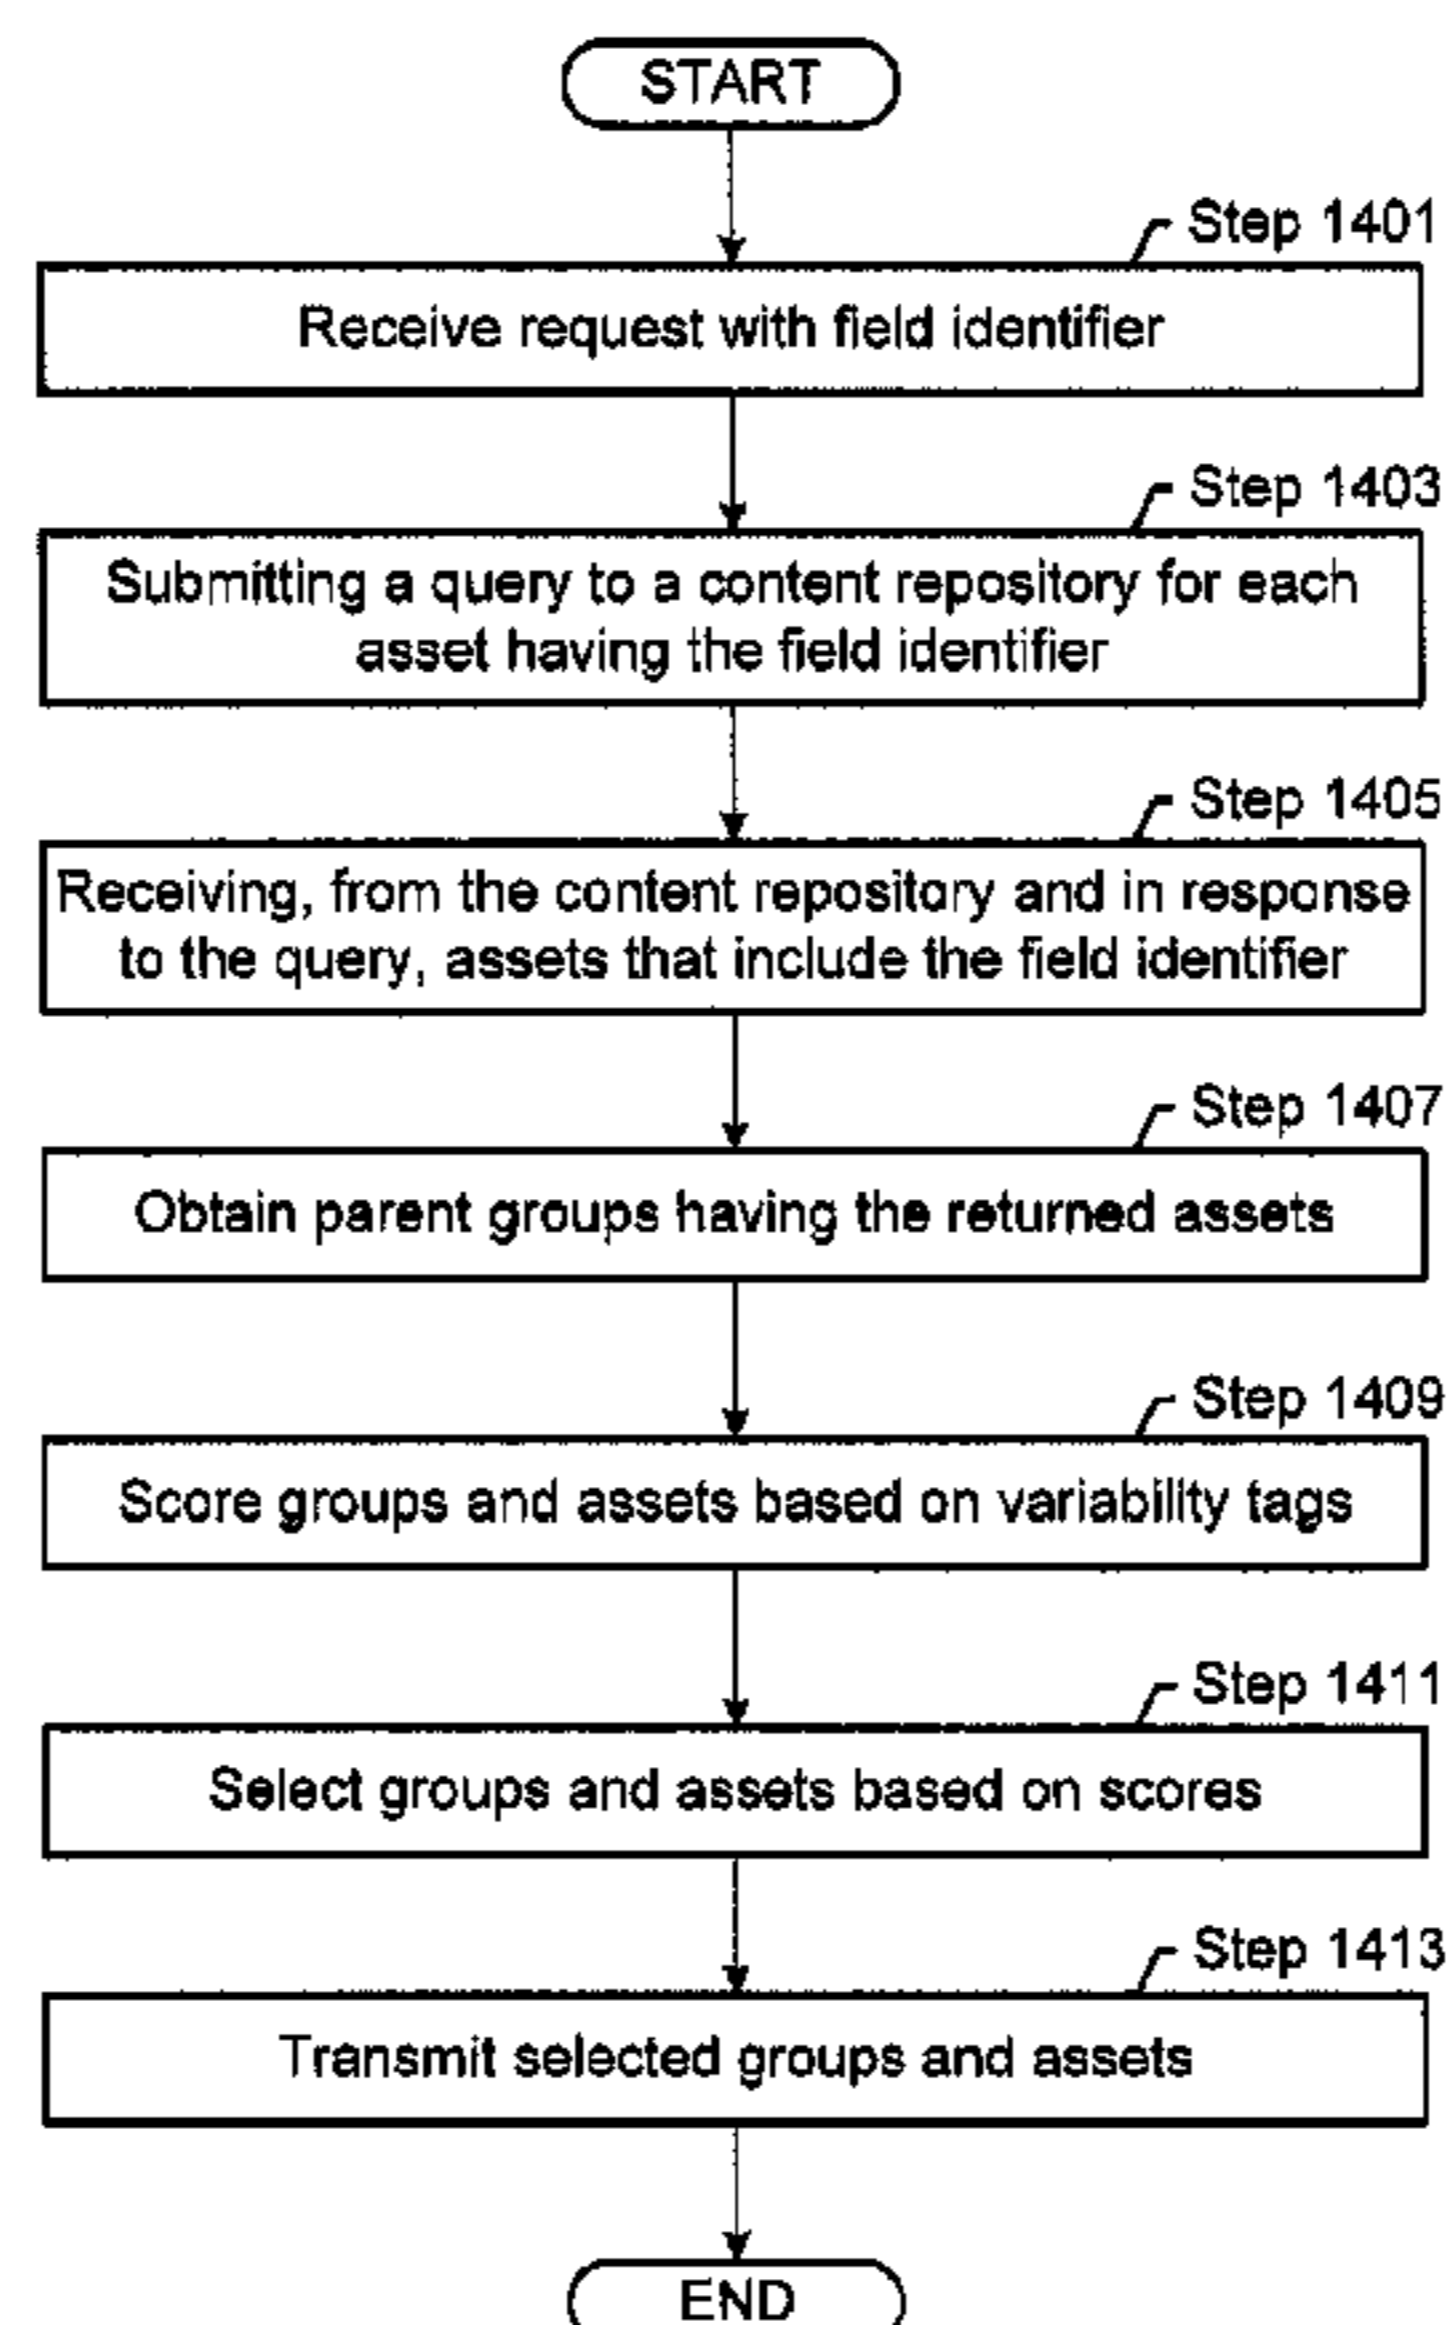 START
Step 1401
Receive request with field identifier
Step 1403
Submitting a query to a content repository for each
asset having the field identifier
Step 1405
Receiving, from the content repository and in response
to the query, assets that include the field identifier
Step 1407
Obtain parent groups having the returned assets
Step 1409
Score groups and assets based on variability tags
Step 1411
Select groups and assets based on scores
Step 1413
Transmit selected groups and assets
END